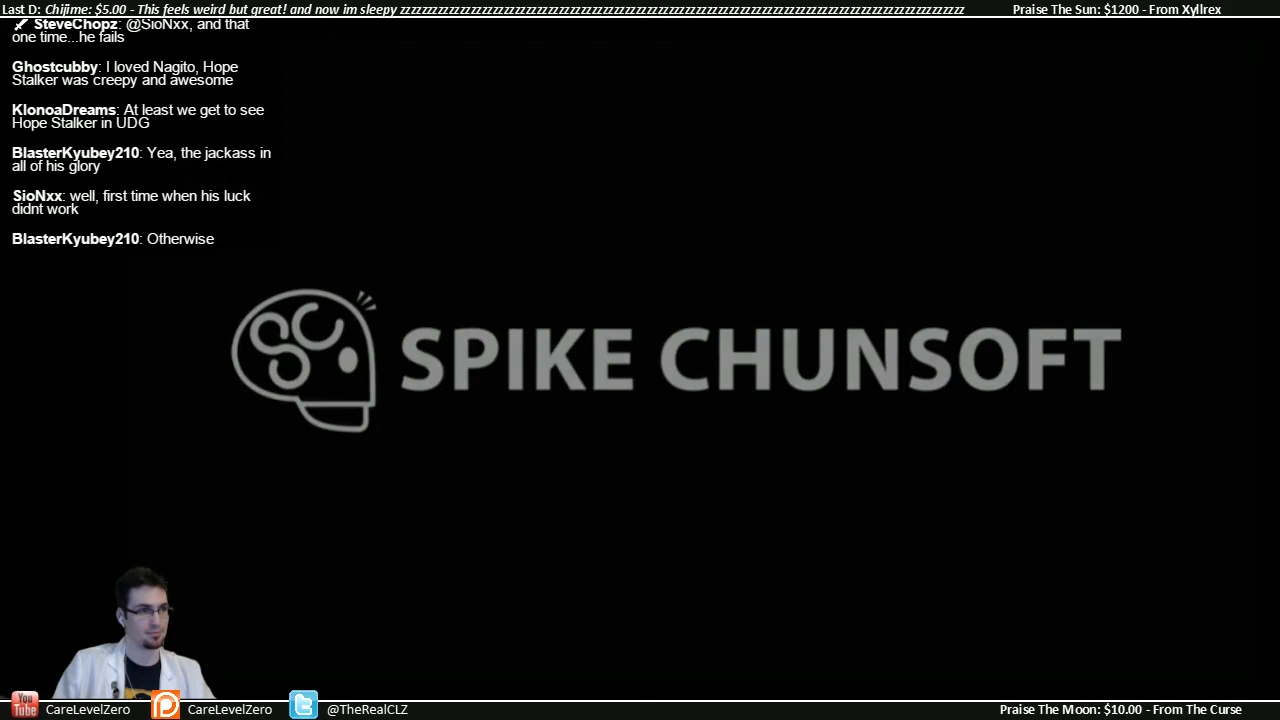 Last D: Chijime: $5.00 - This feels weird but great! and now im sleepy zzzzzzzzzzzzzzzzzzzzzzzzzzzzzzzzzzzzzzzzzzzzzzzzzzzzzzzzzzzzzzzzzzzzzzzzzzzzzzzzzzzzzzzzzzzzzzzzzzzzzz
Praise The Sun: $1200 - From Xyllrex
SteveChopz: @SioNxx, and that
one time...he fails
Ghostcubby: I loved Nagito, Hope
Stalker was creepy and awesome
KlonoaDreams: At least we get to see
Hope Stalker in UDG
BlasterKyubey210: Yea, the jackass in
all of his glory
SioNxx: well, first time when his luck
didnt work
BlasterKyubey210: Otherwise
SC
SPIKE CHUNSOFT
You
Tube
CareLevelZero
CareLevelZero
@TheRealCLZ
Praise The Moon: $10.00 - From The Curse